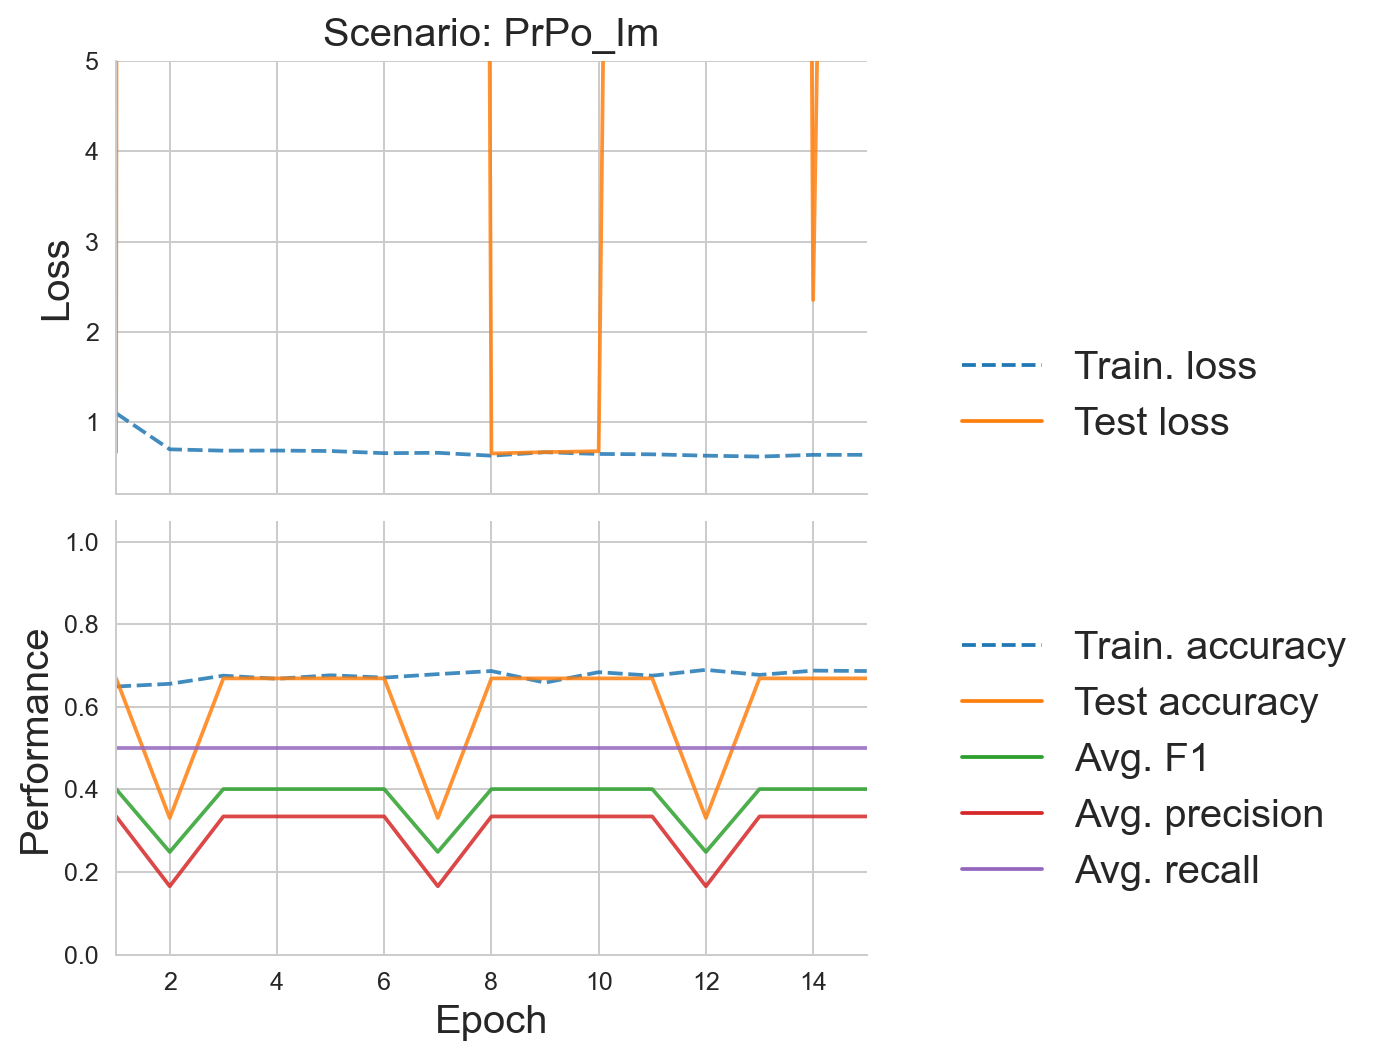 Scenario: PrPo_Im
5
4
3
2
1
Loss
Train. loss
Test loss
1.0
0.8
0.6
0.4
0.2
0.0
Performance
Train. accuracy
Test accuracy
Avg. F1
Avg. precision
Avg. recall
2 4 6 8 10 12 14
Epoch